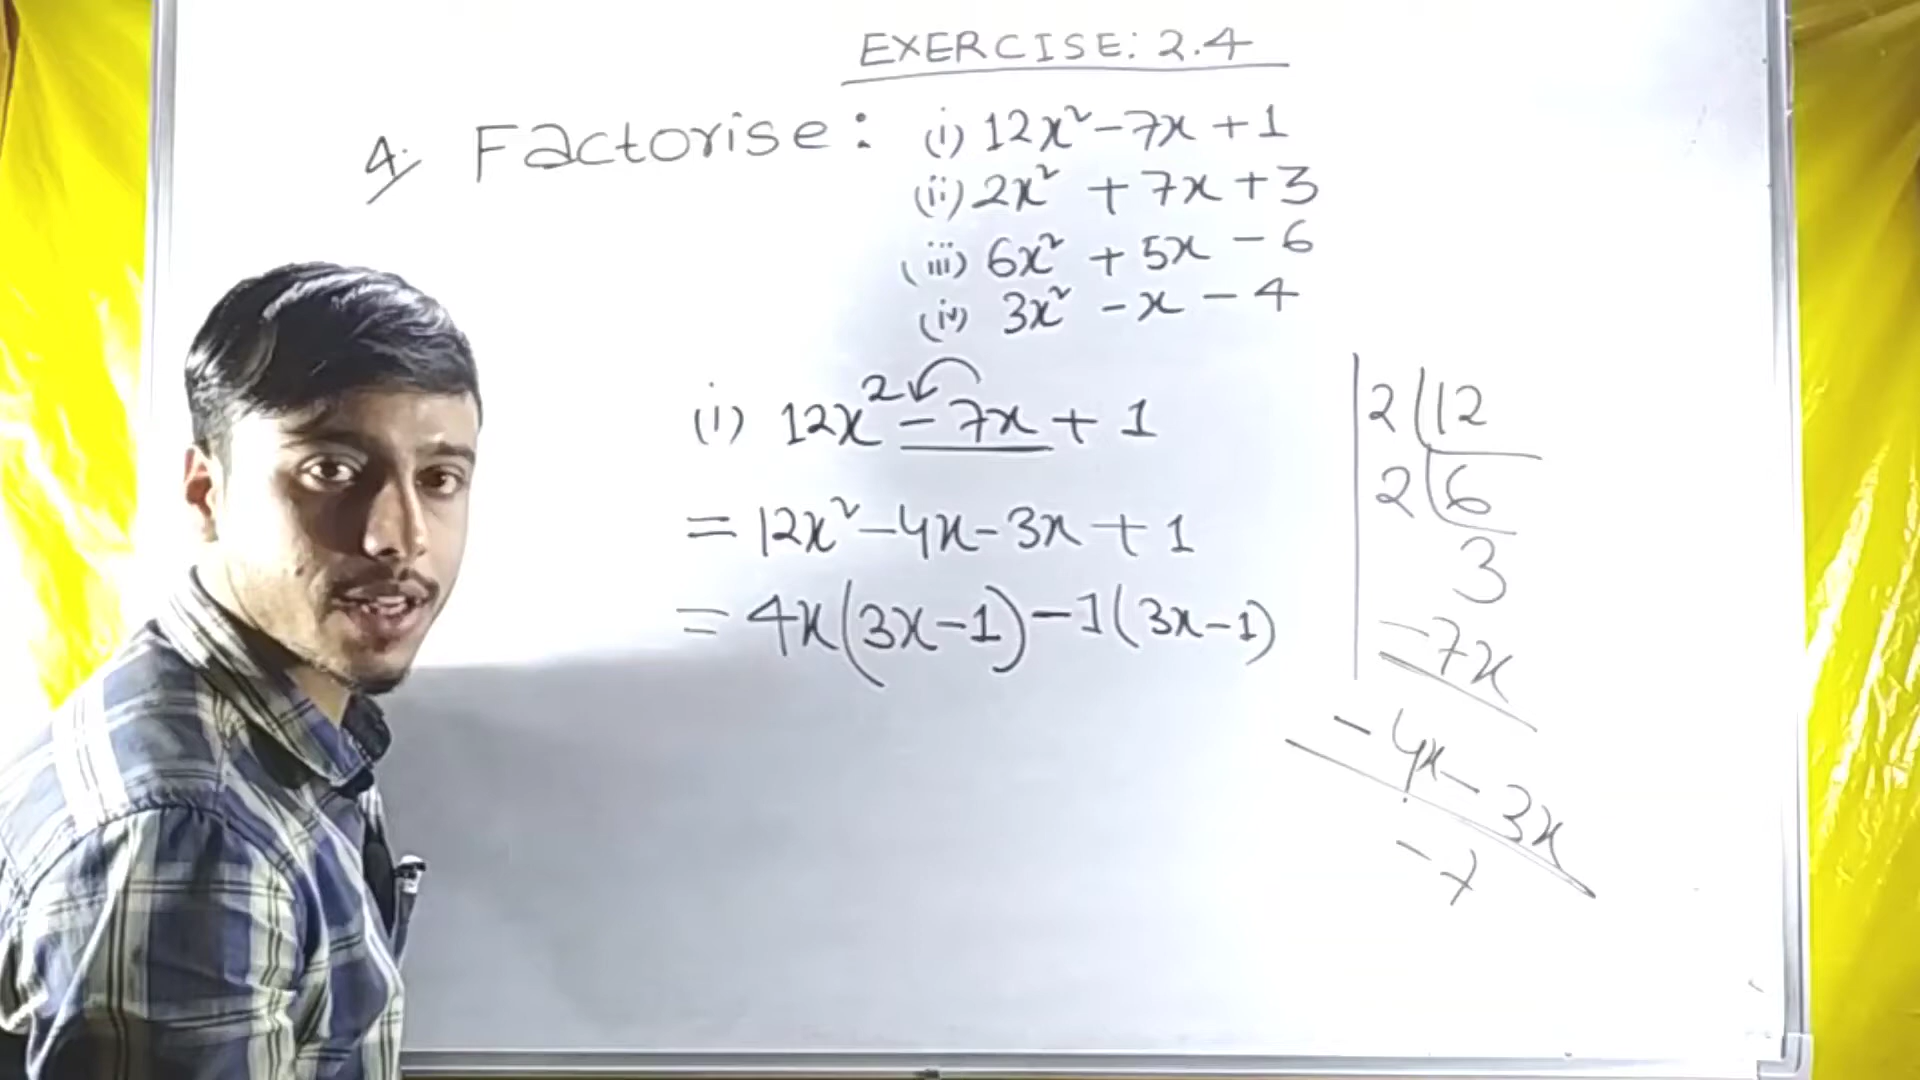 EXERCISE: 2.4
4. Factorise: (i) 12x² - 7x + 1
(ii) 2x² + 7x + 3
(iii) 6x² + 5x - 6
(iv) 3x² - x - 4
(i) 12x² - 7x + 1
= 12x² - 4x - 3x + 1
= 4x(3x-1) - 1(3x-1)
2 | 12
2 | 6
3
- 7x
- 4x - 3x
- 7